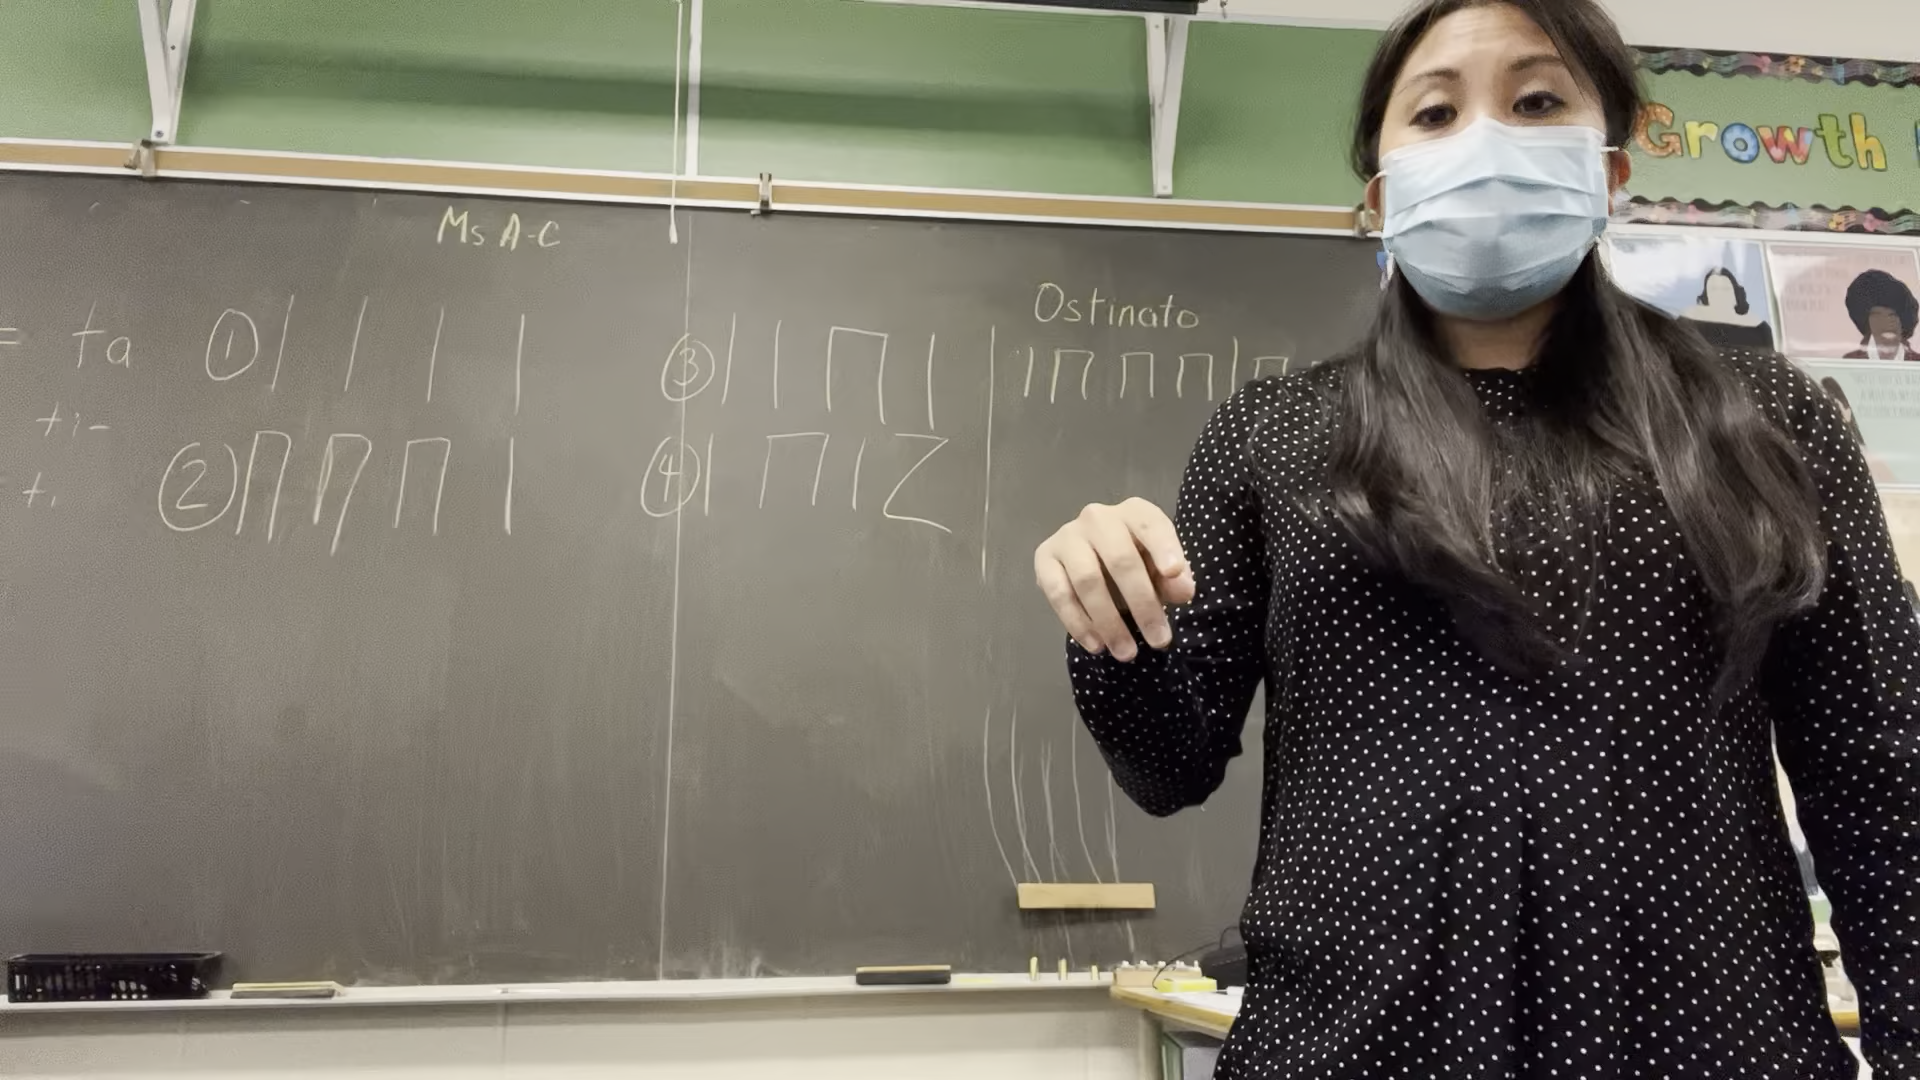 Growth
Ms A-C
Ostinato
= ta
ti-
ti
1
2
3
4